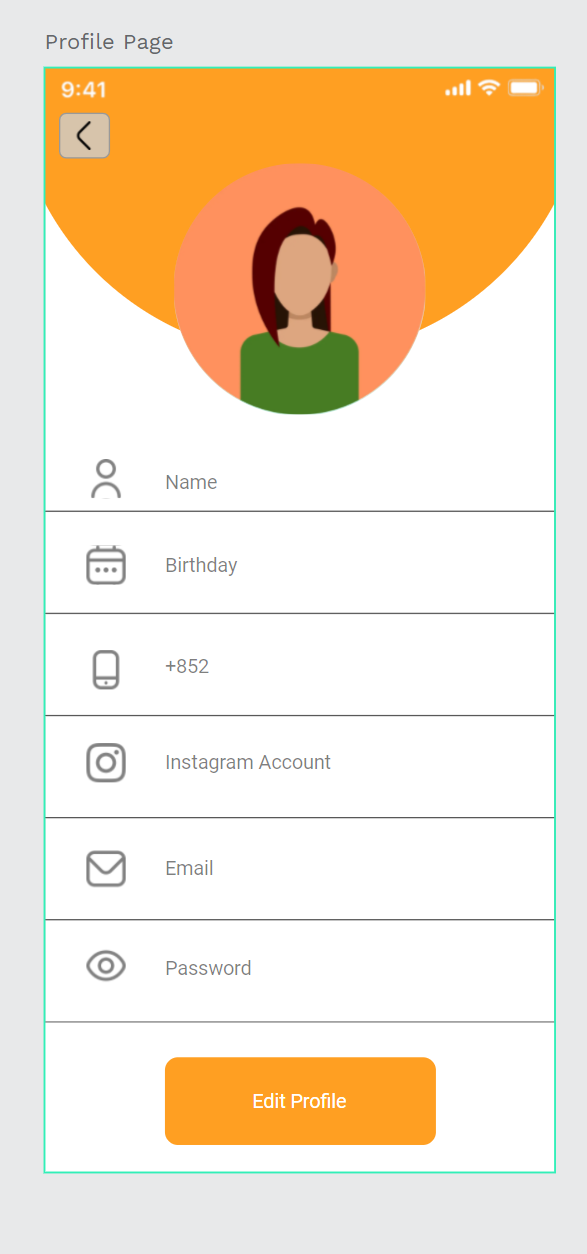 Profile Page
9:41
Name
Birthday
+852
Instagram Account
Email
Password
Edit Profile